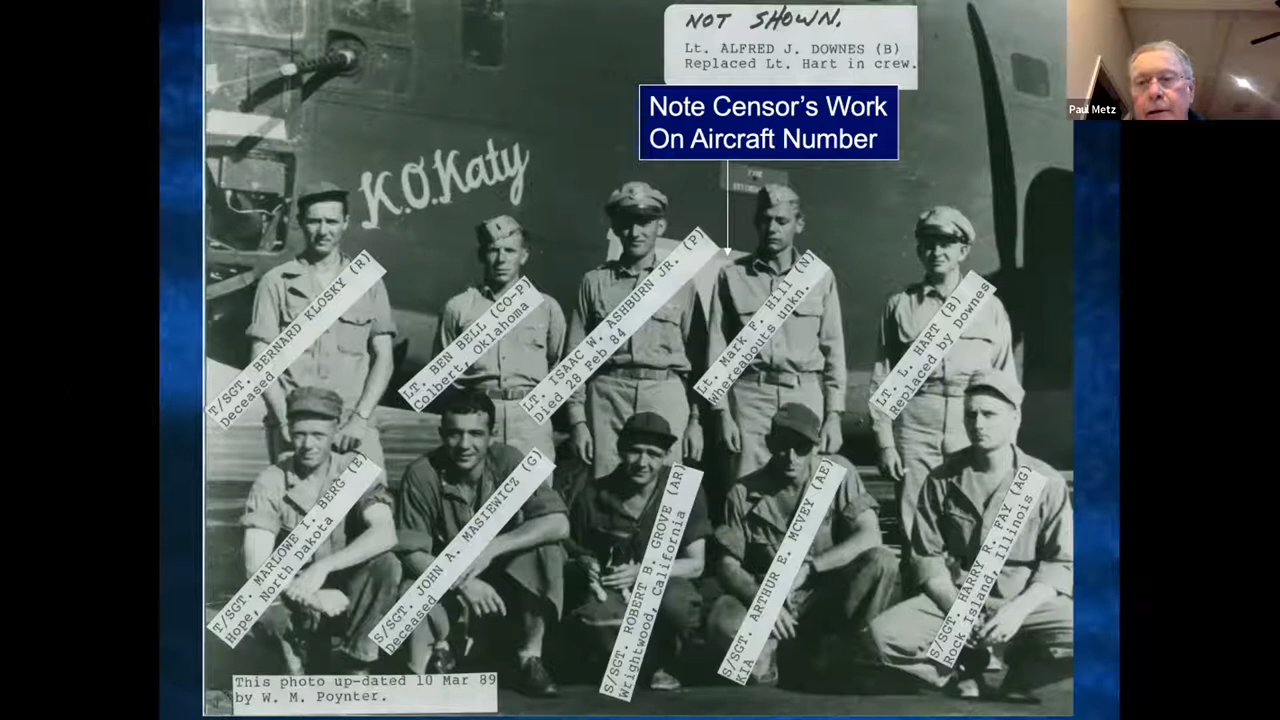 NOT SHOWN.
Lt. ALFRED J. DOWNES (B)
Replaced Lt. Hart in crew.
Paul Metz
Note Censor's Work
On Aircraft Number
K.O.Katy
T/SGT. BERNARD KLOSKY (R)
Deceased
LT. BEN BELL (CO-P)
Colbert, Oklahoma
LT. ISAAC W. ASHBURN JR. (P)
Died 28 Feb 84
Lt. Mark F. Hill (N)
Whereabouts unkn.
LT. L. HART (B)
Replaced by Downes
T/SGT. MARLOWE I. BERG (E)
Hope, North Dakota
S/SGT. JOHN A. MASIEWICZ (G)
Deceased
S/SGT. ROBERT B. GROVE (AR)
Wrightwood, California
S/SGT. ARTHUR E. MCVEY (AE)
KIA
S/SGT. HARRY R. FAY (AG)
Rock Island, Illinois
This photo up-dated 10 Mar 89
by W. M. Poynter.